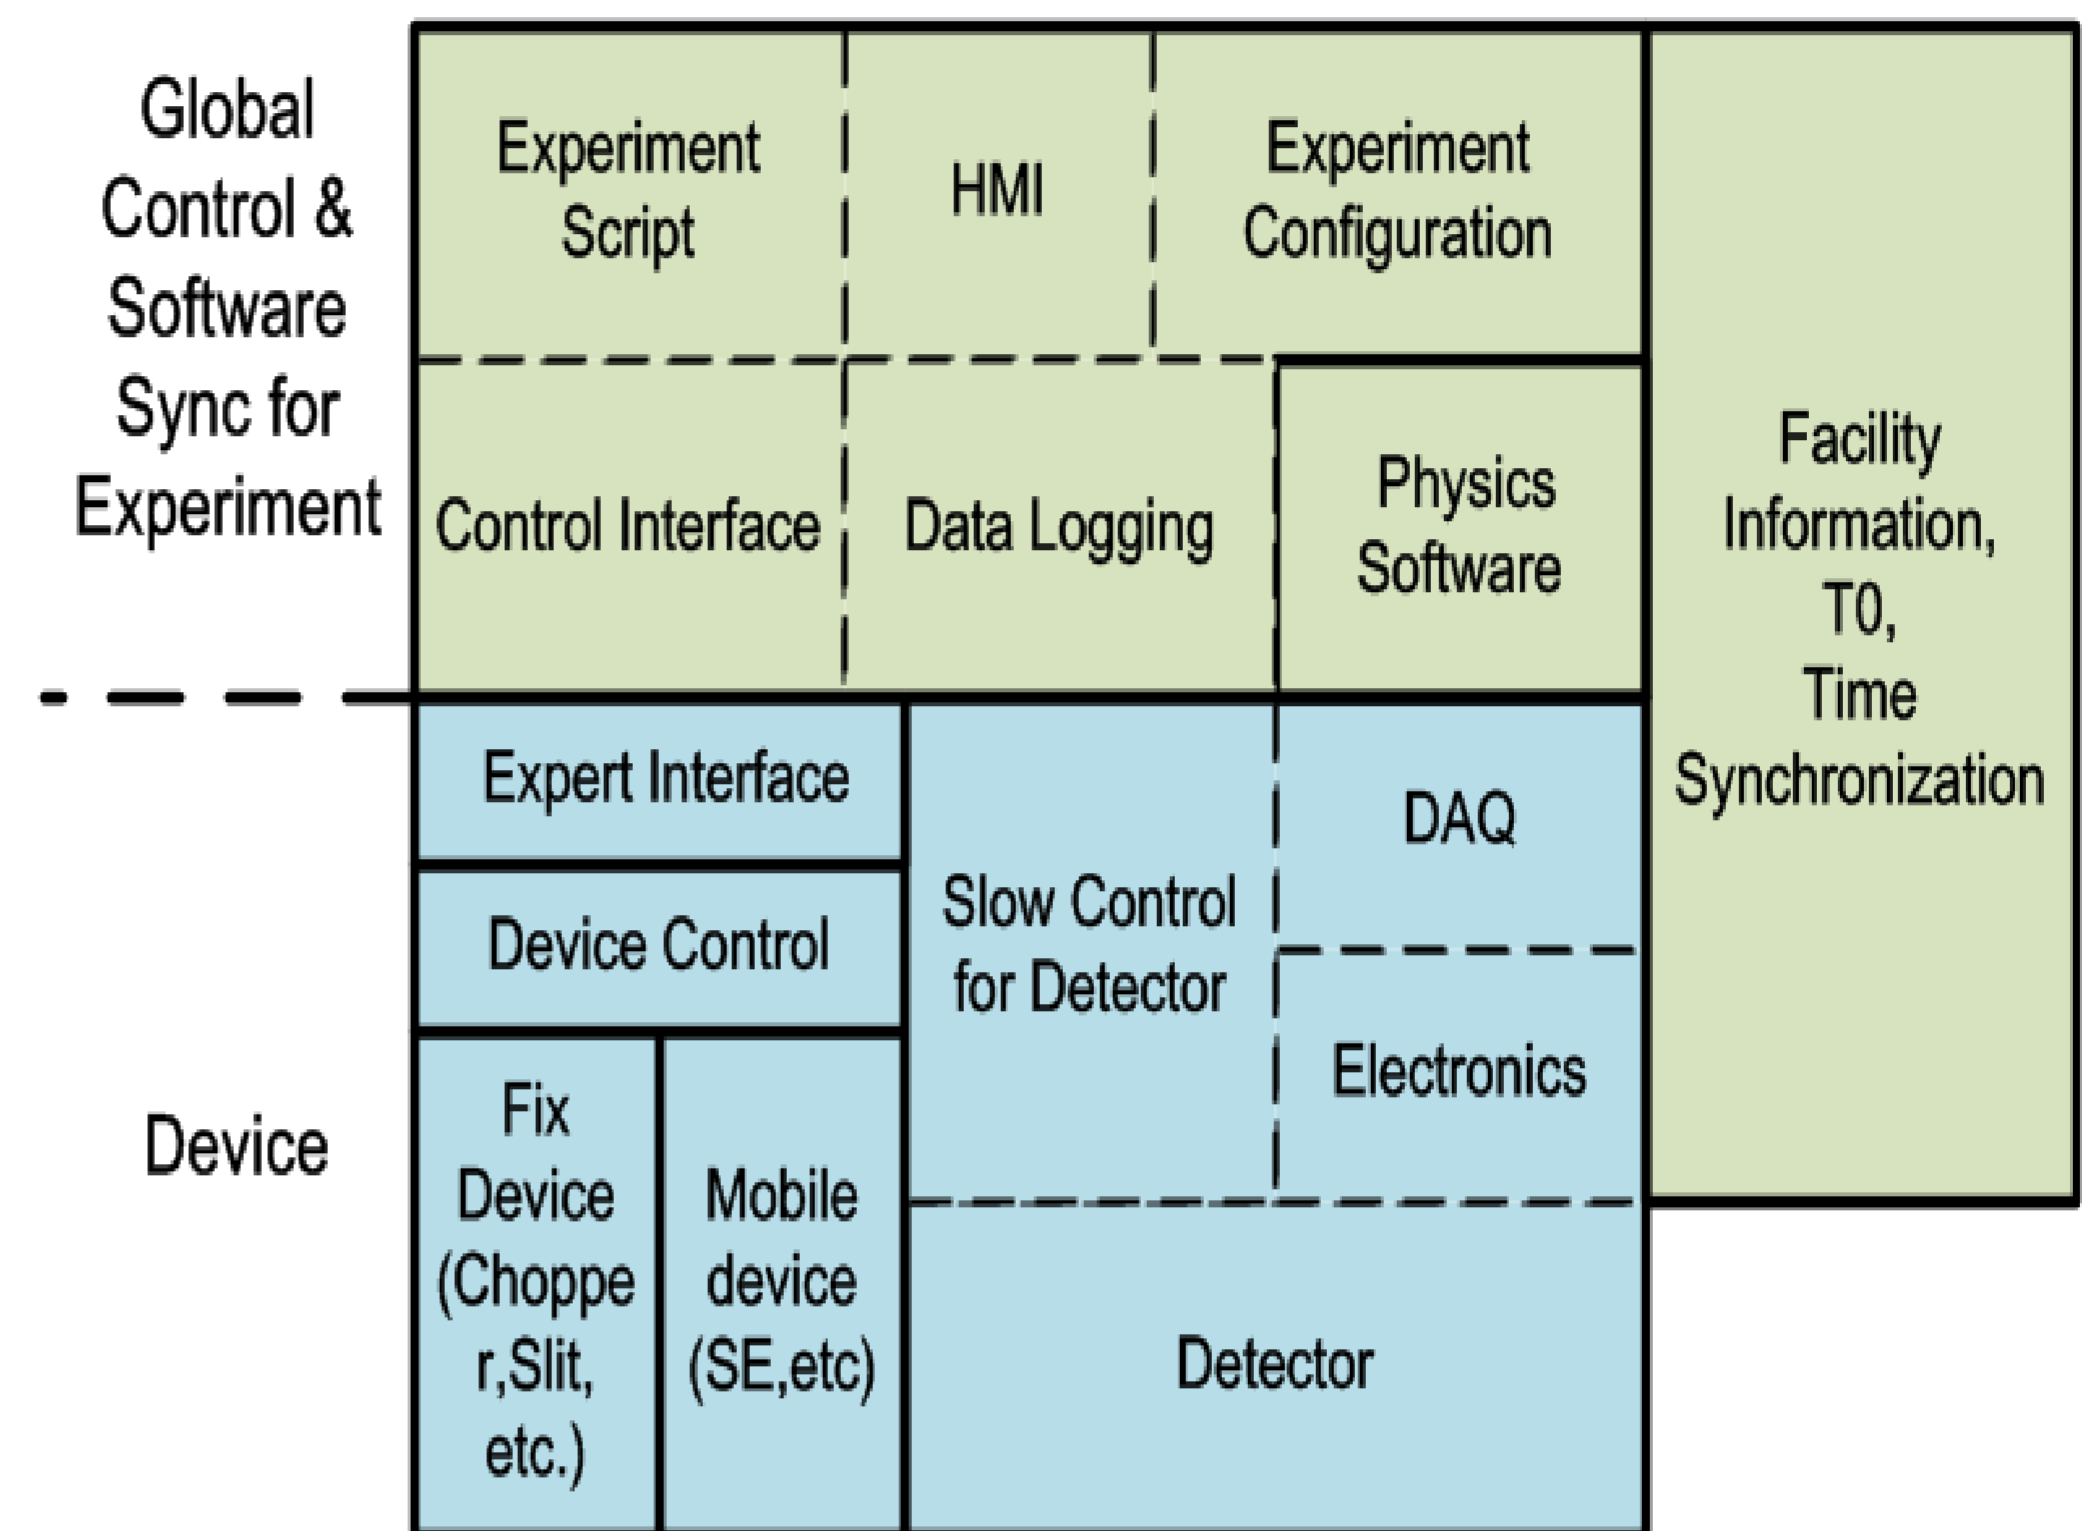 Global
Control &
Software
Sync for
Experiment
Experiment
Script
HMI
Experiment
Configuration
Control Interface
Data Logging
Physics
Software
Facility
Information,
T0,
Time
Synchronization
Device
Expert Interface
Device Control
Fix
Device
(Choppe
r,Slit,
etc.)
Mobile
device
(SE,etc)
Slow Control
for Detector
DAQ
Electronics
Detector